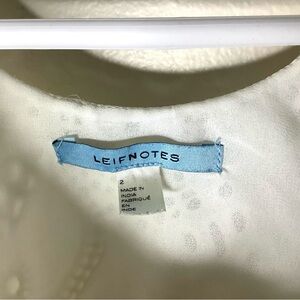 LEIFNOTES
2
MADE IN
INDIA
FABRIQUÉ
EN
INDE